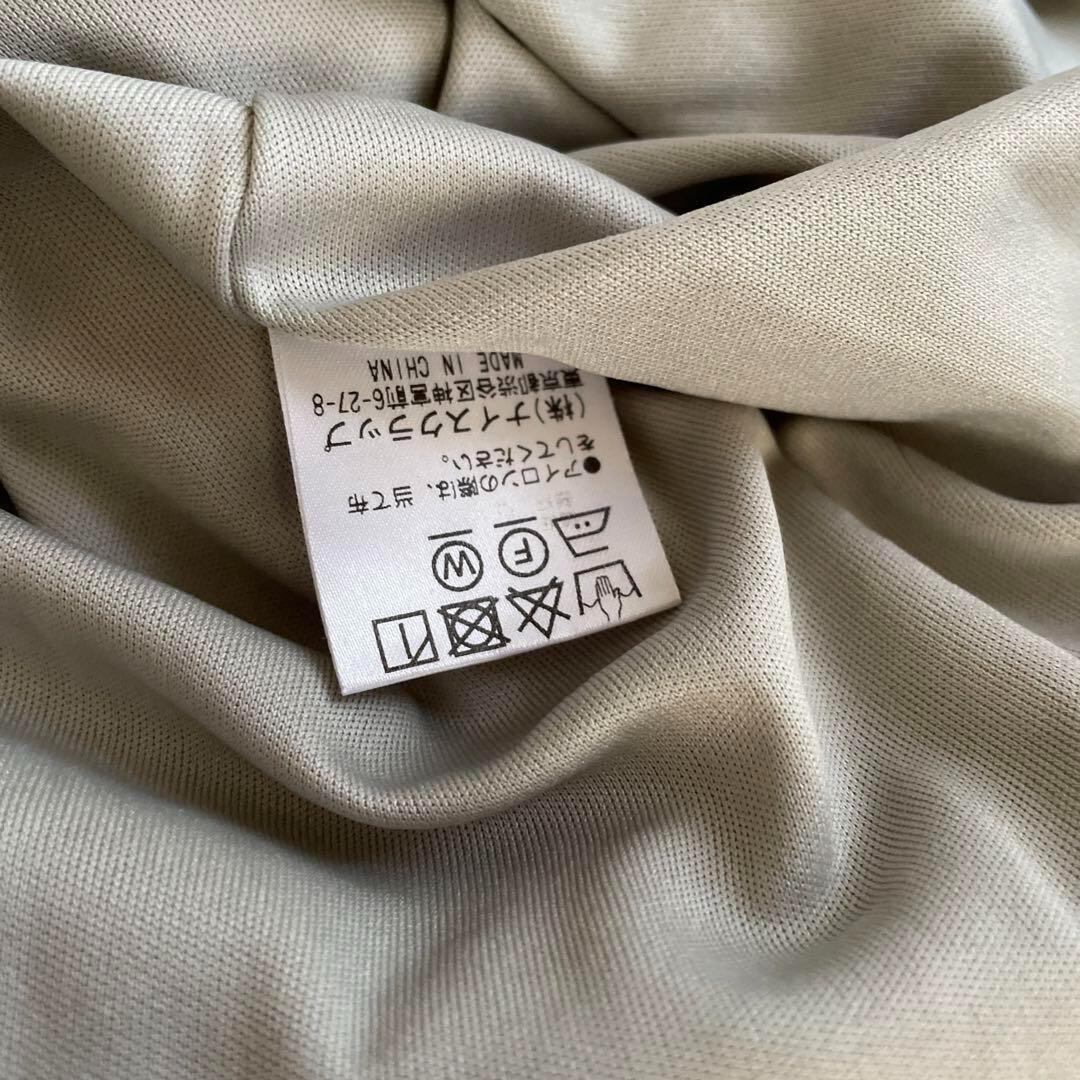 F W
●アイロンの際は、当て布
をしてください。
(株)ナイスクラップ
東京都渋谷区神宮前6-27-8
MADE IN CHINA